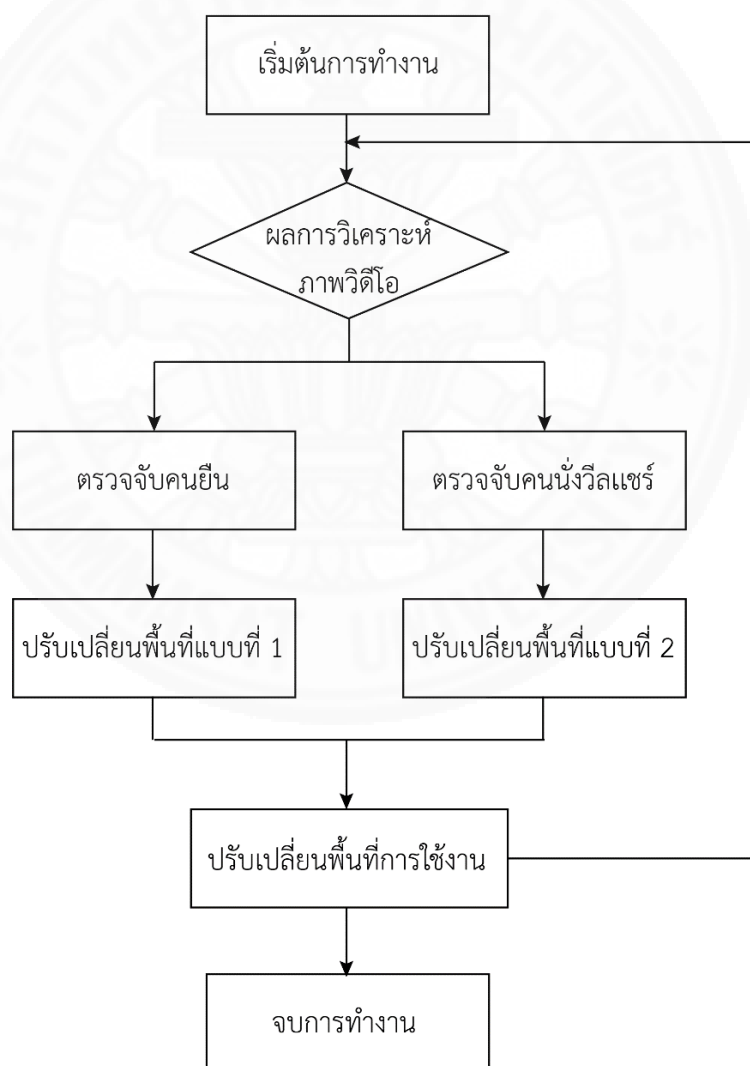 เริ่มต้นการทำงาน
ผลการวิเคราะห์
ภาพวิดีโอ
ตรวจจับคนยืน
ตรวจจับคนนั่งวีลแชร์
ปรับเปลี่ยนพื้นที่แบบที่ 1
ปรับเปลี่ยนพื้นที่แบบที่ 2
ปรับเปลี่ยนพื้นที่การใช้งาน
จบการทำงาน